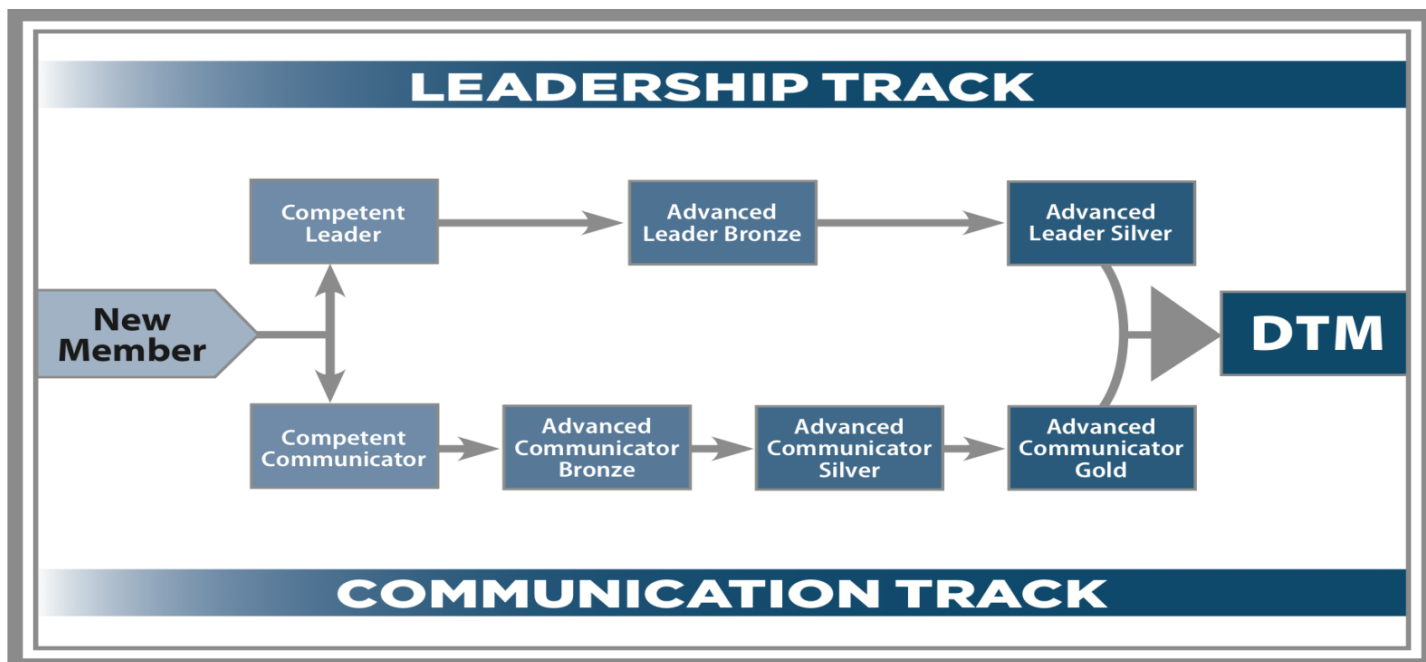 LEADERSHIP TRACK
Competent
Leader
Advanced
Leader Bronze
Advanced
Leader Silver
New
Member
DTM
Competent
Communicator
Advanced
Communicator
Bronze
Advanced
Communicator
Silver
Advanced
Communicator
Gold
COMMUNICATION TRACK